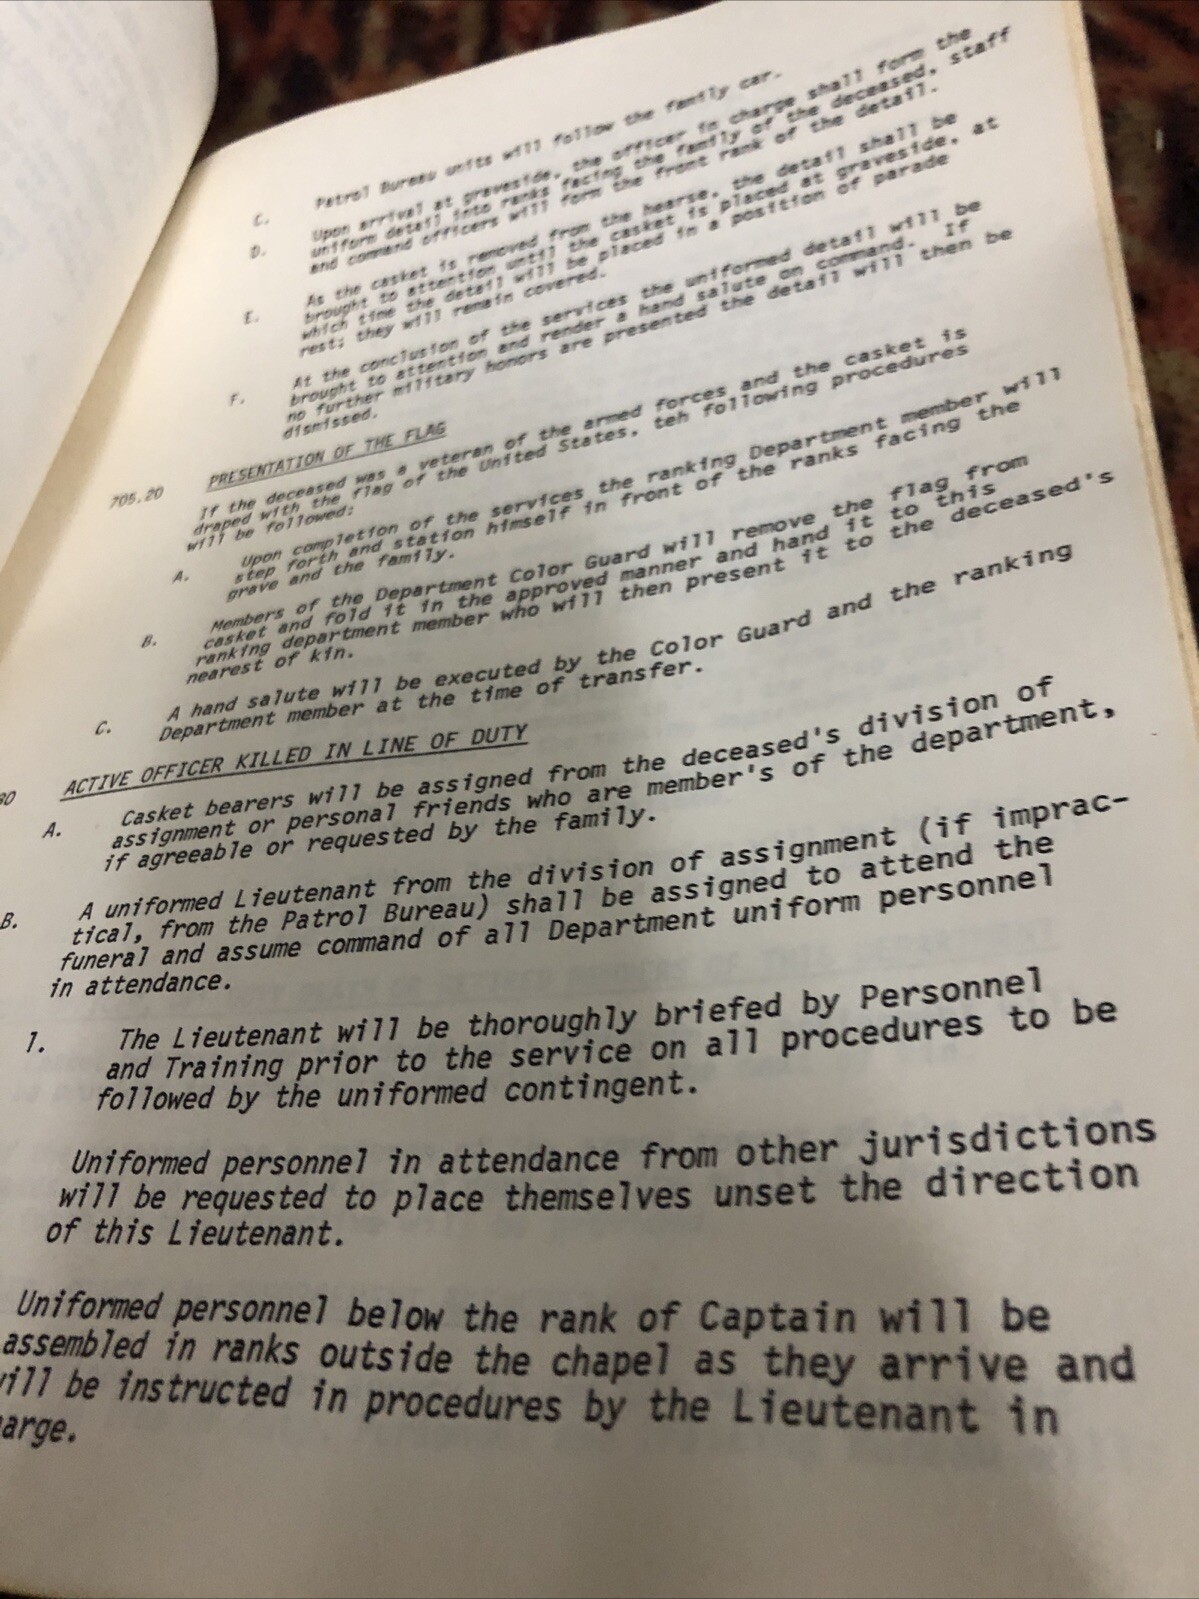 C. Patrol Bureau units will follow the family car.
D. Upon arrival at graveside, the officer in charge shall form the
uniform detail into ranks facing the family of the deceased, staff
and command officers will form the front rank of the detail.
E. As the casket is removed from the hearse, the detail shall be
brought to attention until the casket is placed at graveside, at
which time the detail will be placed in a position of parade
rest; they will remain covered.
F. At the conclusion of the services the uniformed detail will be
brought to attention and render a hand salute on command. If
no further military honors are presented the detail will then be
dismissed.
705.20 PRESENTATION OF THE FLAG
If the deceased was a veteran of the armed forces and the casket is
draped with the flag of the United States, teh following procedures
will be followed:
A. Upon completion of the services the ranking Department member will
step forth and station himself in front of the ranks facing the
grave and the family.
B. Members of the Department Color Guard will remove the flag from
casket and fold it in the approved manner and hand it to this
ranking department member who will then present it to the deceased's
nearest of kin.
C. A hand salute will be executed by the Color Guard and the ranking
Department member at the time of transfer.
30 ACTIVE OFFICER KILLED IN LINE OF DUTY
A. Casket bearers will be assigned from the deceased's division of
assignment or personal friends who are member's of the department,
if agreeable or requested by the family.
B. A uniformed Lieutenant from the division of assignment (if imprac-
tical, from the Patrol Bureau) shall be assigned to attend the
funeral and assume command of all Department uniform personnel
in attendance.
1. The Lieutenant will be thoroughly briefed by Personnel
and Training prior to the service on all procedures to be
followed by the uniformed contingent.
Uniformed personnel in attendance from other jurisdictions
will be requested to place themselves unset the direction
of this Lieutenant.
Uniformed personnel below the rank of Captain will be
assembled in ranks outside the chapel as they arrive and
will be instructed in procedures by the Lieutenant in
arge.